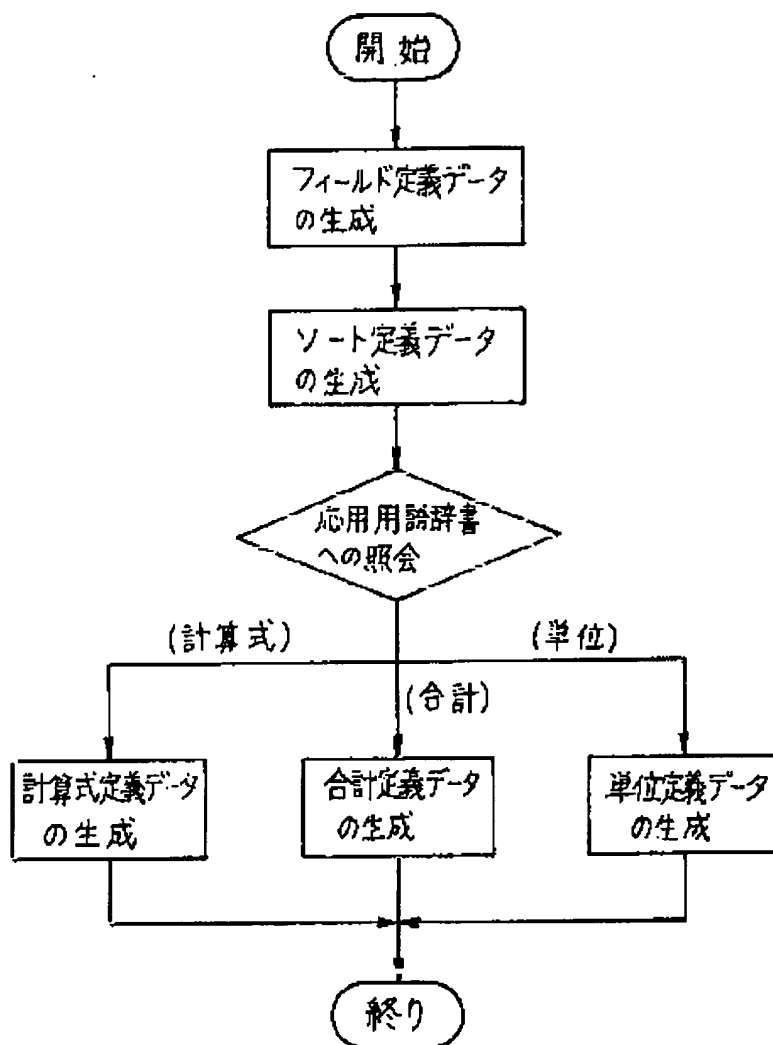 開始
フィールド定義データ
の生成
ソート定義データ
の生成
応用用語辞書
への照会
(計算式)
(単位)
(合計)
計算式定義データ
の生成
合計定義データ
の生成
単位定義データ
の生成
終り